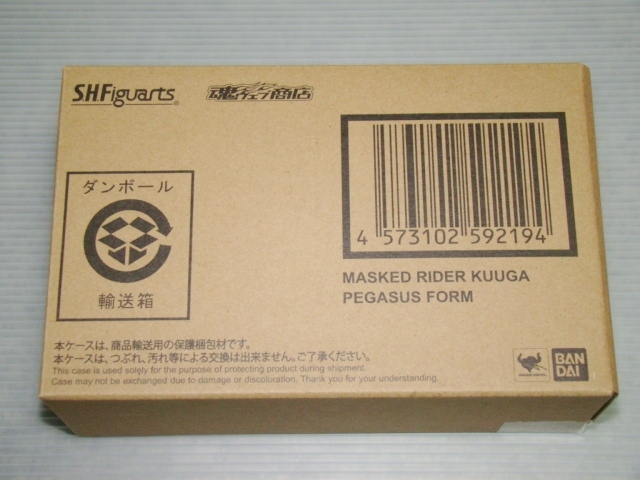 S.H.Figuarts
魂ウェブ商店
ダンボール
輸送箱
4 573102 592194
MASKED RIDER KUUGA
PEGASUS FORM
本ケースは、商品輸送用の保護梱包材です。
本ケースは、つぶれ、汚れ等による交換は出来ません。ご了承ください。
This case is used solely for the purpose of protecting product during shipment.
Case may not be exchanged due to damage or discoloration. Thank you for your understanding.
BAN
DAI